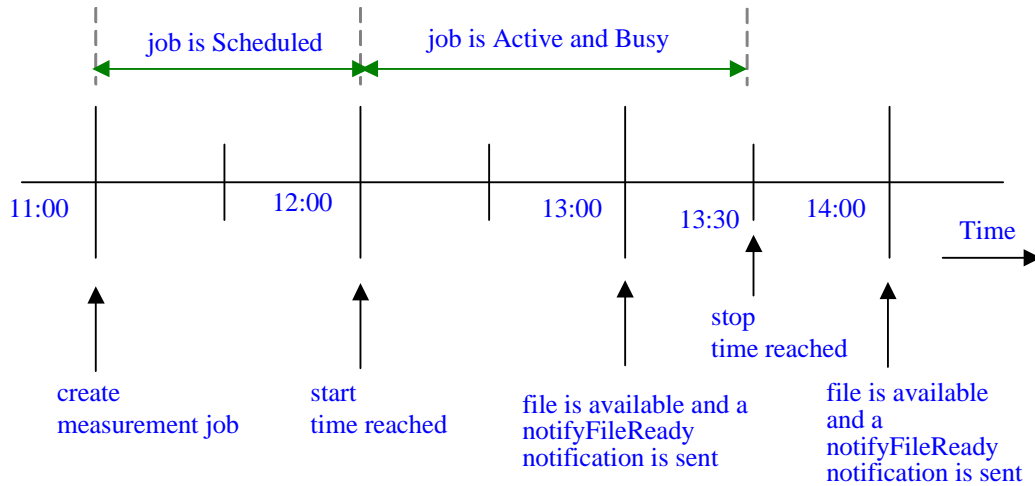 job is Scheduled
job is Active and Busy
11:00
12:00
13:00
13:30
14:00
Time
create
measurement job
start
time reached
file is available and a
notifyFileReady
notification is sent
stop
time reached
file is available
and a
notifyFileReady
notification is sent